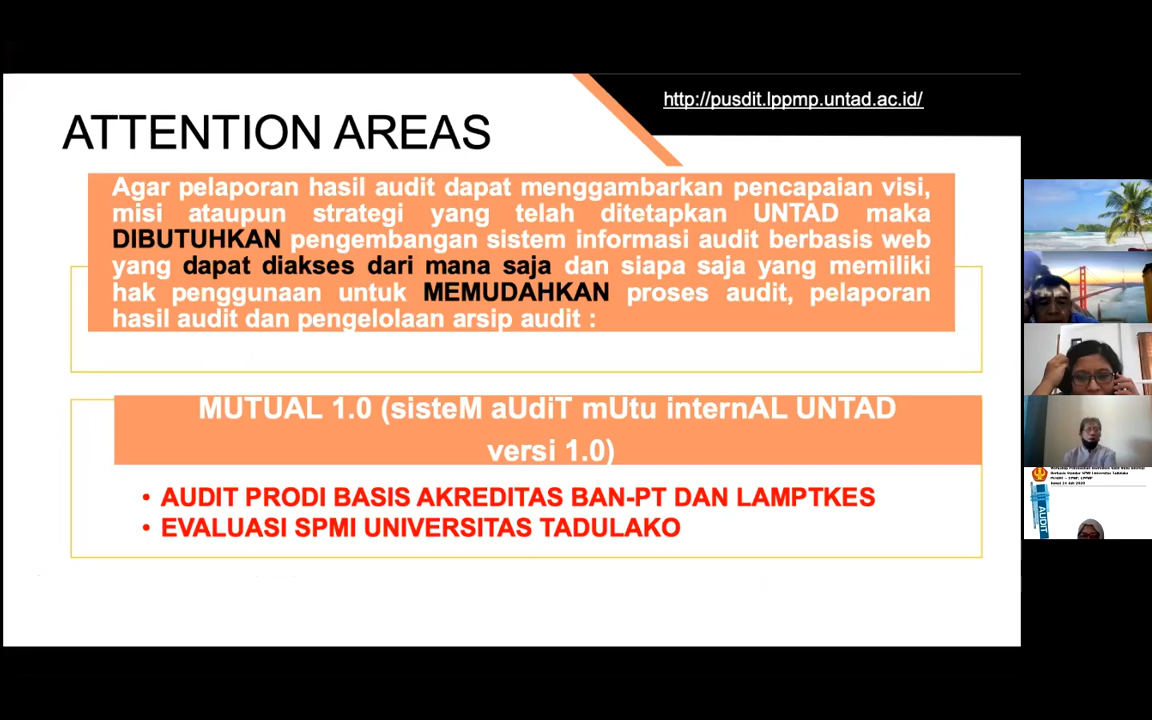 http://pusdit.lppmp.untad.ac.id/
ATTENTION AREAS
Agar pelaporan hasil audit dapat menggambarkan pencapaian visi,
misi ataupun strategi yang telah ditetapkan UNTAD maka
DIBUTUHKAN pengembangan sistem informasi audit berbasis web
yang dapat diakses dari mana saja dan siapa saja yang memiliki
hak penggunaan untuk MEMUDAHKAN proses audit, pelaporan
hasil audit dan pengelolaan arsip audit :
MUTUAL 1.0 (sisteM aUdiT mUtu internAL UNTAD
versi 1.0)
• AUDIT PRODI BASIS AKREDITAS BAN-PT DAN LAMPTKES
• EVALUASI SPMI UNIVERSITAS TADULAKO
AUDIT